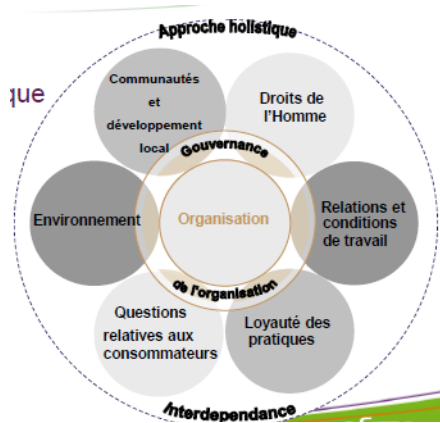 Approche holistique
que
Communautés
et
développement
local
Droits de
l'Homme
Gouvernance
Environnement
Organisation
Relations et
conditions
de travail
de l'organisation
Questions
relatives aux
consommateurs
Loyauté des
pratiques
Interdependance